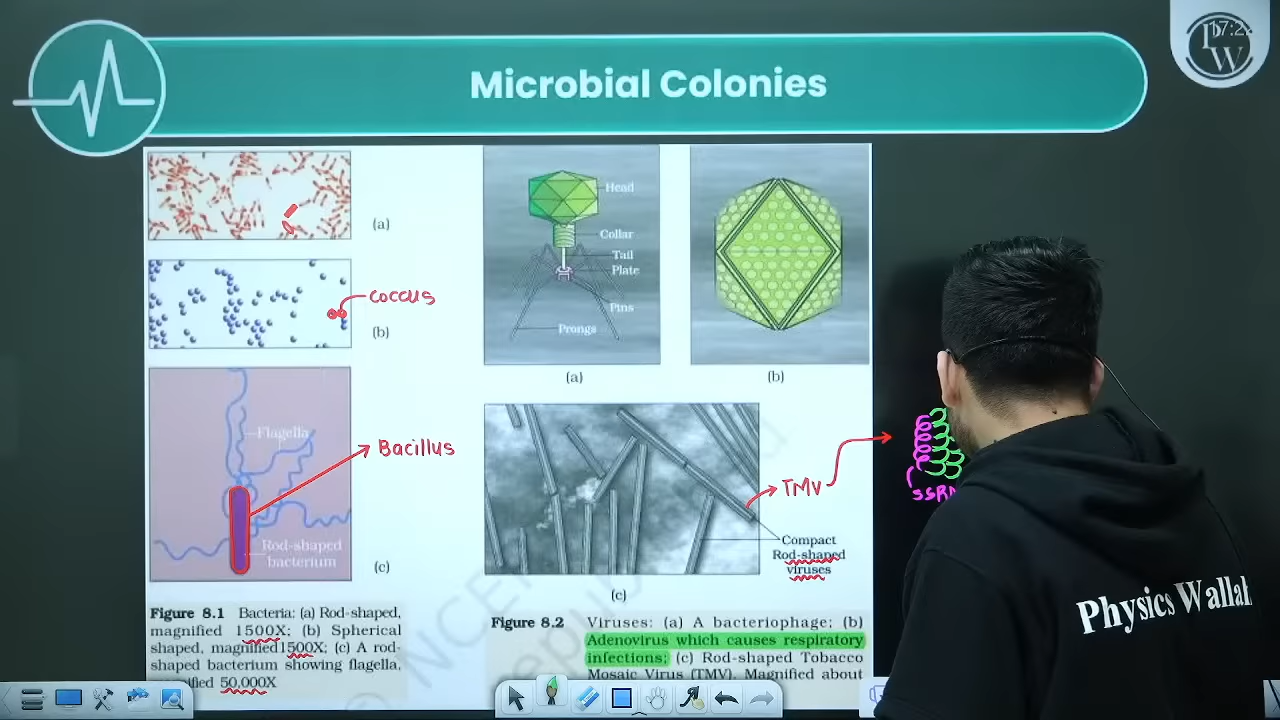 Microbial Colonies
17:2
W
(a)
coccus
(b)
Flagella
Bacillus
Rod-shaped
bacterium
(c)
Figure 8.1 Bacteria: (a) Rod-shaped,
magnified 1500X; (b) Spherical
shaped, magnified 1500X; (c) A rod-
shaped bacterium showing flagella,
50,000X
Head
Collar
Tail
Plate
Pins
Prongs
(a)
(b)
TMV
SSR
Compact
Rod-shaped
viruses
(c)
Figure 8.2 Viruses: (a) A bacteriophage; (b)
Adenovirus which causes respiratory
infections; (c) Rod-shaped Tobacco
Mosaic Virus (TMV). Magnified about
Physics Wallah